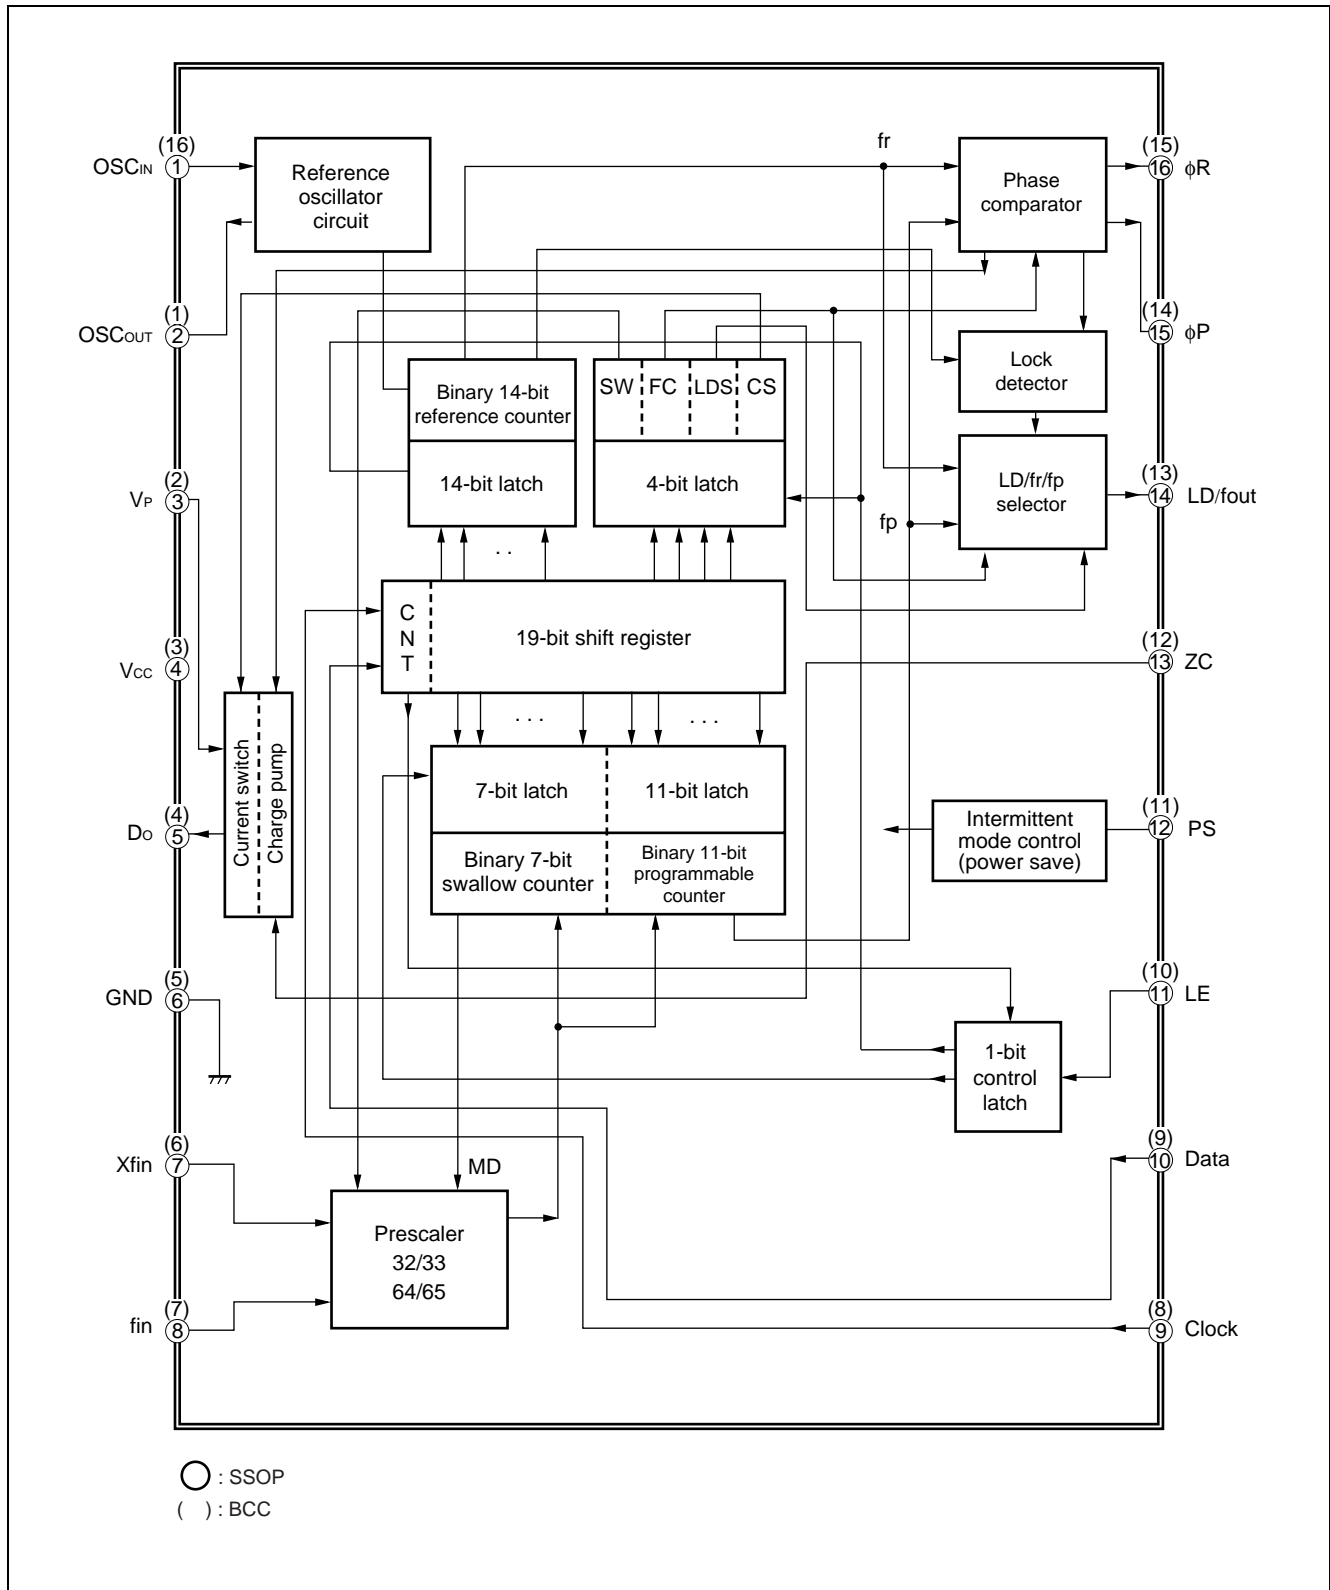 (16)
OSCIN
1
Reference
oscillator
circuit
fr
Phase
comparator
(15)
16
ϕR
(1)
OSCOUT
2
(14)
15
ϕP
Lock
detector
Binary 14-bit
reference counter
SW
FC
LDS
CS
14-bit latch
4-bit latch
LD/fr/fp
selector
(13)
14
LD/fout
fp
(2)
VP
3
. .
C
N
T
19-bit shift register
(3)
VCC
4
(12)
13
ZC
. . .
. . .
Current switch
Charge pump
7-bit latch
11-bit latch
Binary 7-bit
swallow counter
Binary 11-bit
programmable
counter
(4)
DO
5
Intermittent
mode control
(power save)
(11)
12
PS
(5)
GND
6
(10)
11
LE
1-bit
control
latch
(6)
Xfin
7
MD
(9)
10
Data
Prescaler
32/33
64/65
(7)
fin
8
(8)
9
Clock
: SSOP
( ) : BCC